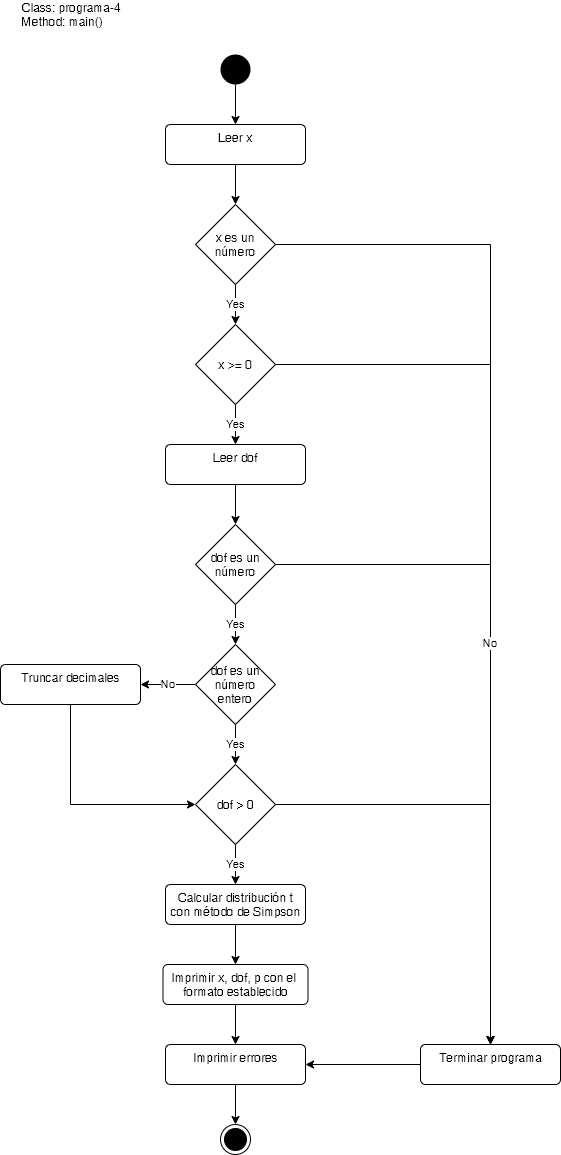 Class: programa-4
Method: main()
Leer x
x es un
número
Yes
x >= 0
Yes
Leer dof
dof es un
número
Yes
No
dof es un
número
entero
No
Truncar decimales
Yes
dof > 0
Yes
Calcular distribución t
con método de Simpson
Imprimir x, dof, p con el
formato establecido
Imprimir errores
Terminar programa